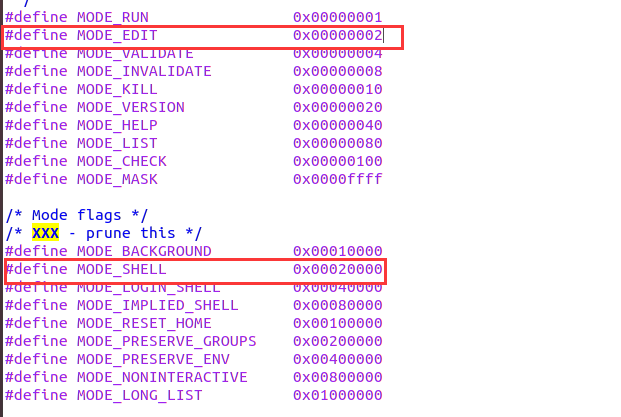 */
#define MODE_RUN 0x00000001
#define MODE_EDIT 0x00000002
#define MODE_VALIDATE 0x00000004
#define MODE_INVALIDATE 0x00000008
#define MODE_KILL 0x00000010
#define MODE_VERSION 0x00000020
#define MODE_HELP 0x00000040
#define MODE_LIST 0x00000080
#define MODE_CHECK 0x00000100
#define MODE_MASK 0x0000ffff
/* Mode flags */
/* XXX - prune this */
#define MODE_BACKGROUND 0x00010000
#define MODE_SHELL 0x00020000
#define MODE_LOGIN_SHELL 0x00040000
#define MODE_IMPLIED_SHELL 0x00080000
#define MODE_RESET_HOME 0x00100000
#define MODE_PRESERVE_GROUPS 0x00200000
#define MODE_PRESERVE_ENV 0x00400000
#define MODE_NONINTERACTIVE 0x00800000
#define MODE_LONG_LIST 0x01000000